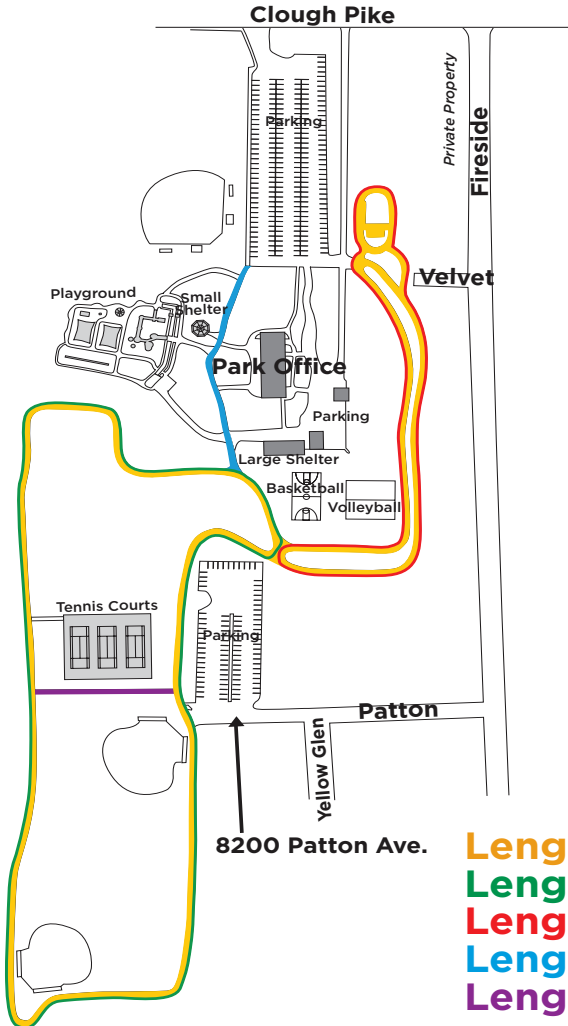 Clough Pike
Parking
Private Property
Fireside
Velvet
Playground
Small
Shelter
Park Office
Parking
Large Shelter
Basketball
Volleyball
Tennis Courts
Parking
Patton
Yellow Glen
8200 Patton Ave.
Leng
Leng
Leng
Leng
Leng